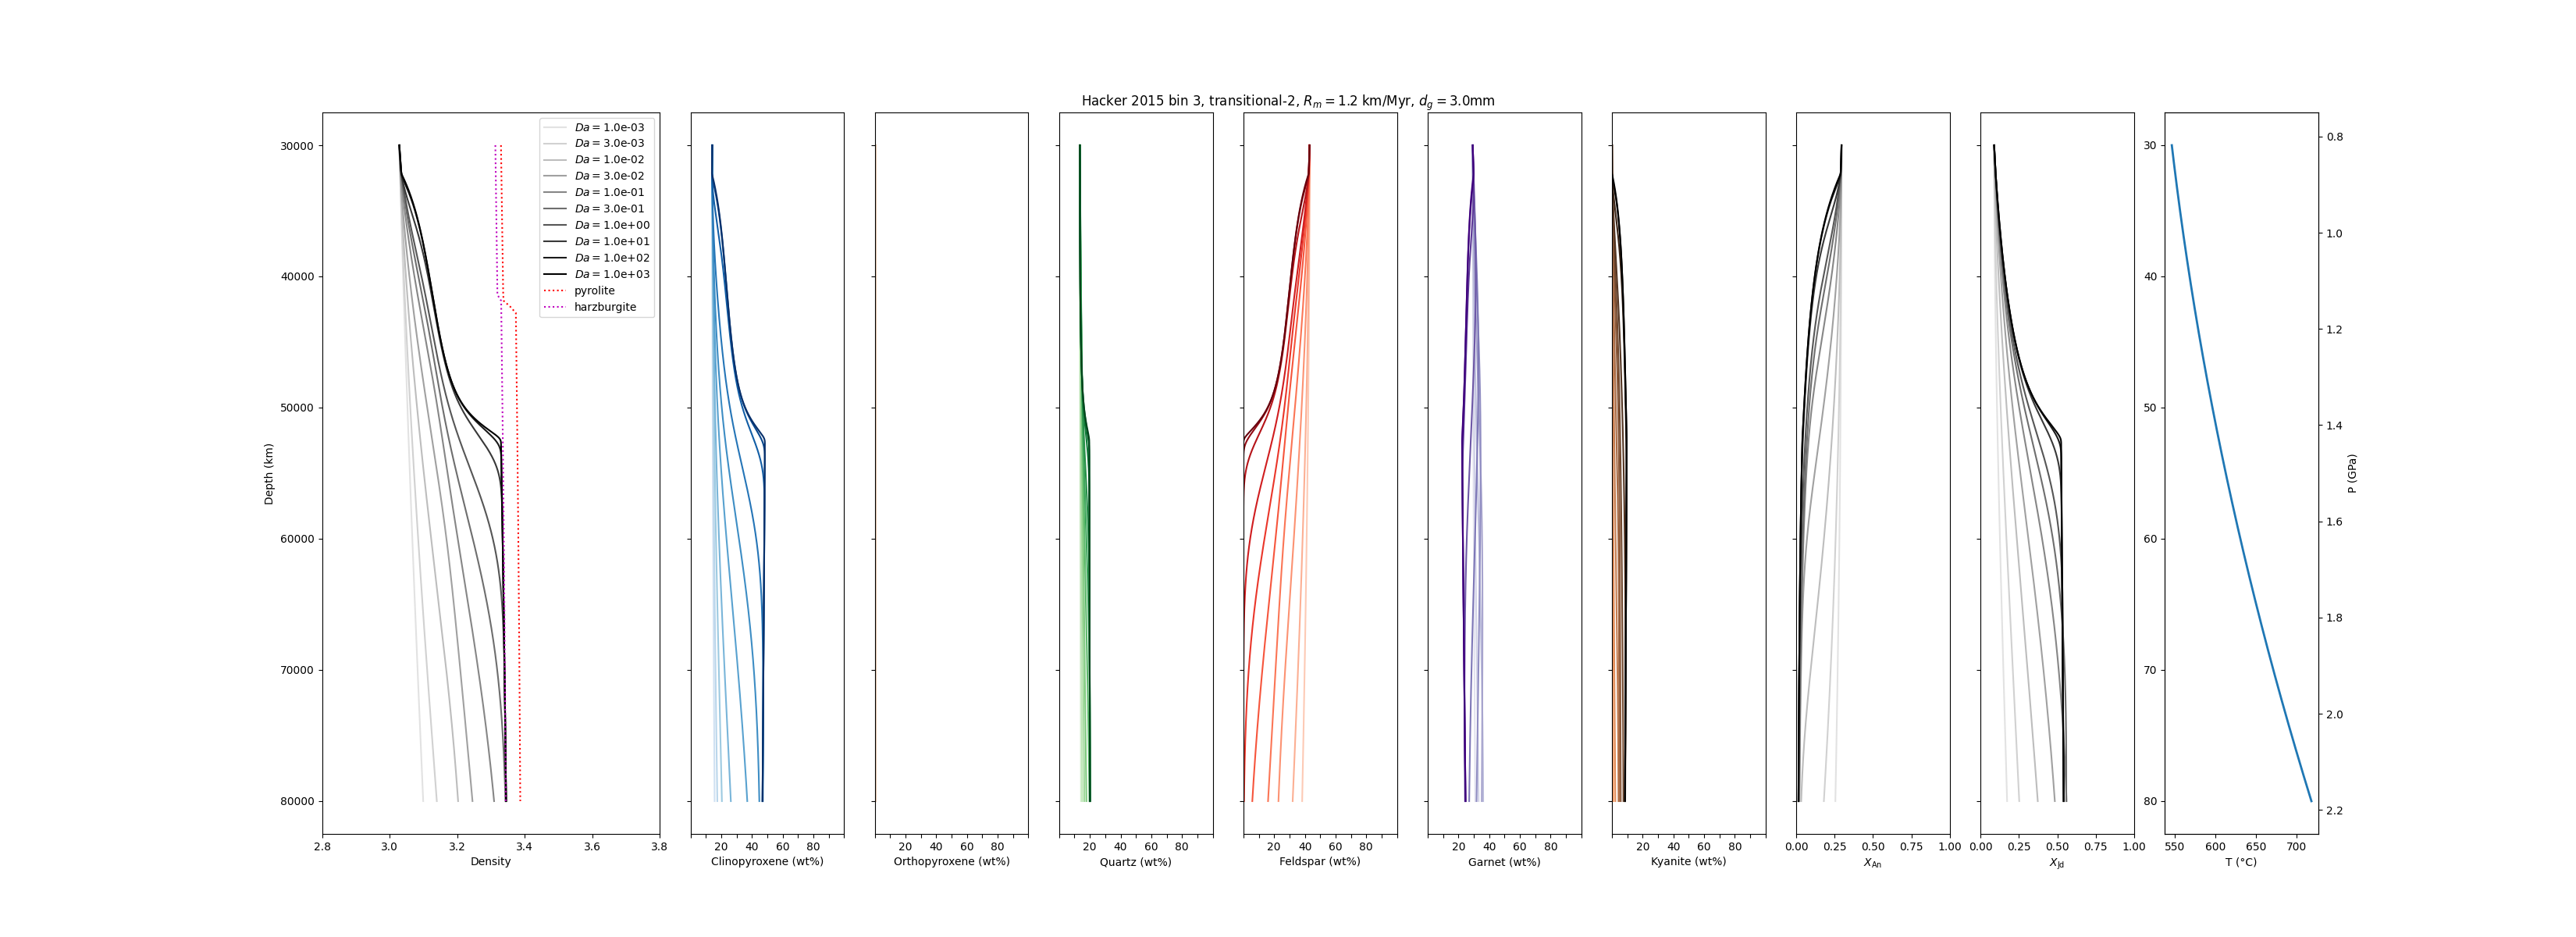 Hacker 2015 bin 3, transitional-2, R_m = 1.2 km/Myr, d_g = 3.0mm
Da = 1.0e-03
Da = 3.0e-03
Da = 1.0e-02
Da = 3.0e-02
Da = 1.0e-01
Da = 3.0e-01
Da = 1.0e+00
Da = 1.0e+01
Da = 1.0e+02
Da = 1.0e+03
pyrolite
harzburgite
Depth (km)
30000
40000
50000
60000
70000
80000
2.8 3.0 3.2 3.4 3.6 3.8
Density
20 40 60 80
Clinopyroxene (wt%)
20 40 60 80
Orthopyroxene (wt%)
20 40 60 80
Quartz (wt%)
20 40 60 80
Feldspar (wt%)
20 40 60 80
Garnet (wt%)
20 40 60 80
Kyanite (wt%)
0.00 0.25 0.50 0.75 1.00
X_An
0.00 0.25 0.50 0.75 1.00
X_Jd
30
40
50
60
70
80
550 600 650 700
T (°C)
0.8
1.0
1.2
1.4
1.6
1.8
2.0
2.2
P (GPa)